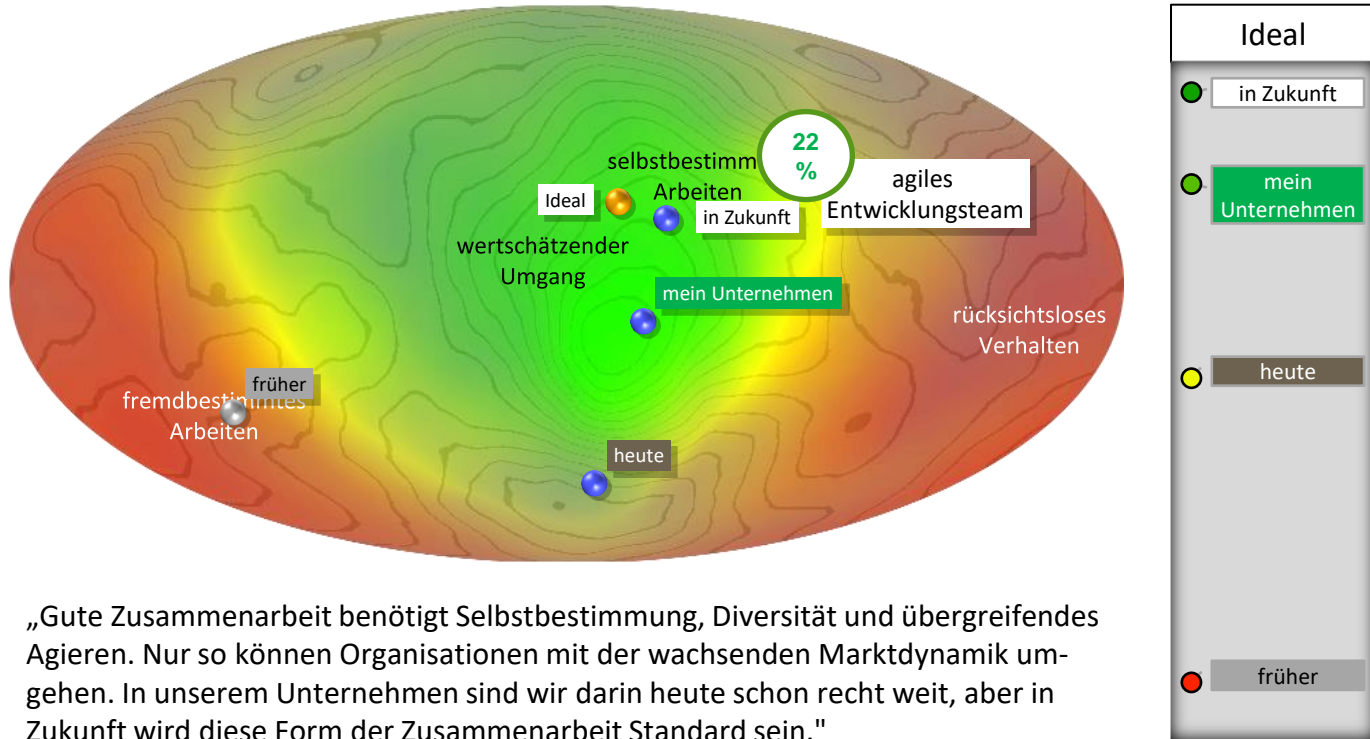 Ideal
in Zukunft
mein
Unternehmen
heute
früher
22
%
selbstbestimm
Arbeiten
agiles
Entwicklungsteam
Ideal
in Zukunft
wertschätzender
Umgang
mein Unternehmen
rücksichtsloses
Verhalten
früher
fremdbestimmtes
Arbeiten
heute
„Gute Zusammenarbeit benötigt Selbstbestimmung, Diversität und übergreifendes
Agieren. Nur so können Organisationen mit der wachsenden Marktdynamik um-
gehen. In unserem Unternehmen sind wir darin heute schon recht weit, aber in
Zukunft wird diese Form der Zusammenarbeit Standard sein."